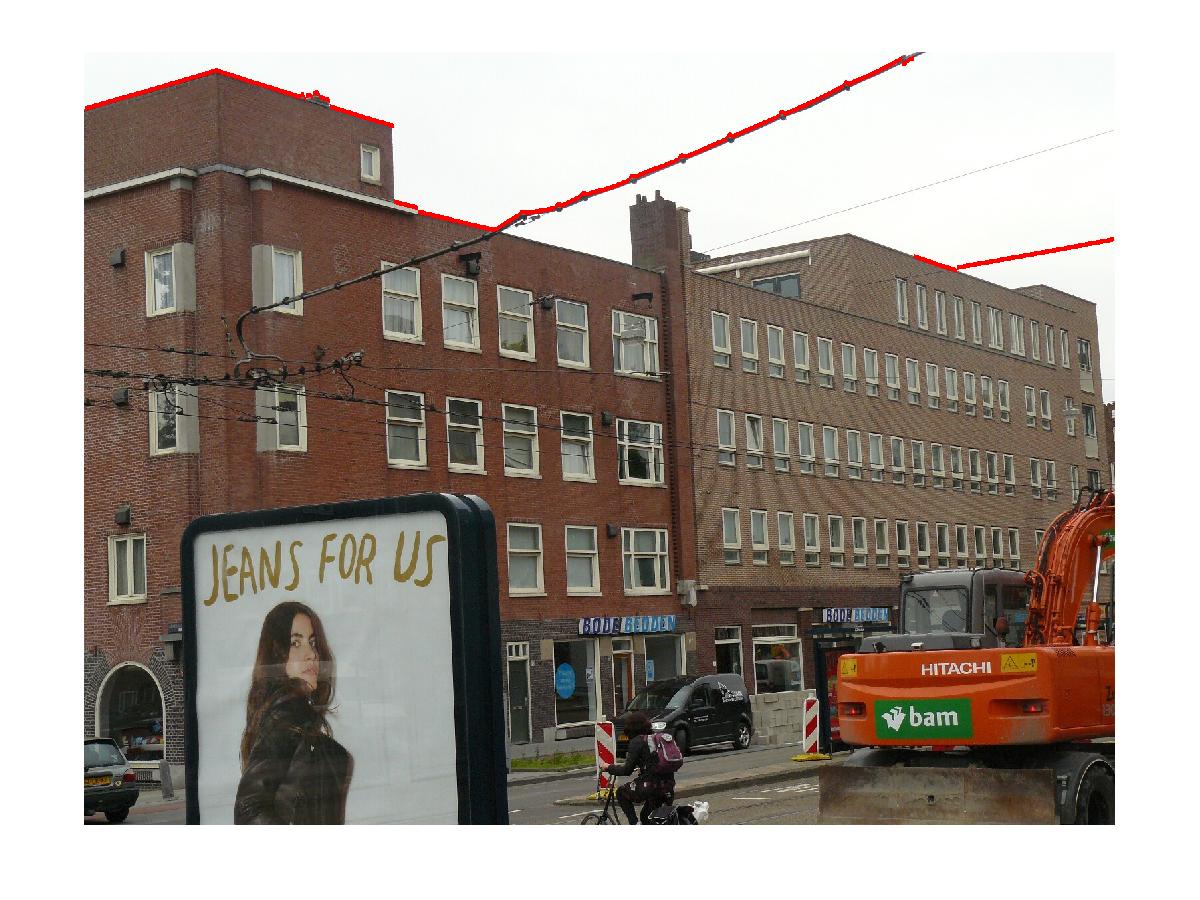 JEANS FOR US
BODE BEDDEN
BODE BEDDEN
HITACHI
bam